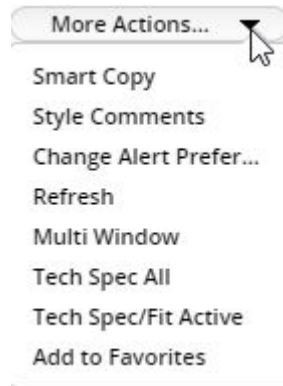 More Actions...
Smart Copy
Style Comments
Change Alert Prefer...
Refresh
Multi Window
Tech Spec All
Tech Spec/Fit Active
Add to Favorites